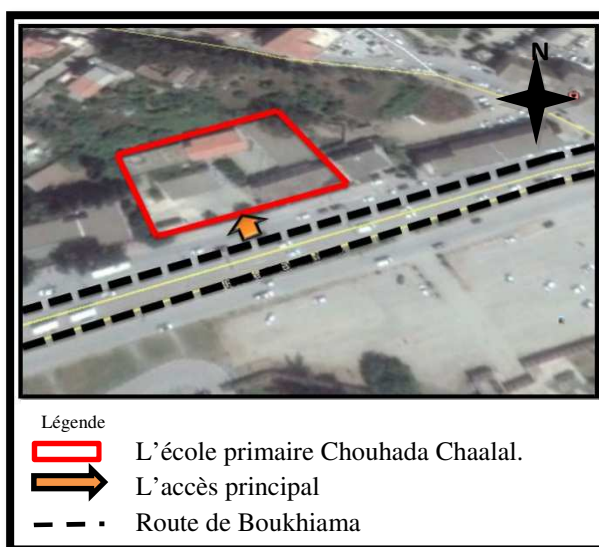 N
Légende
L'école primaire Chouhada Chaalal.
L'accès principal
Route de Boukhiama